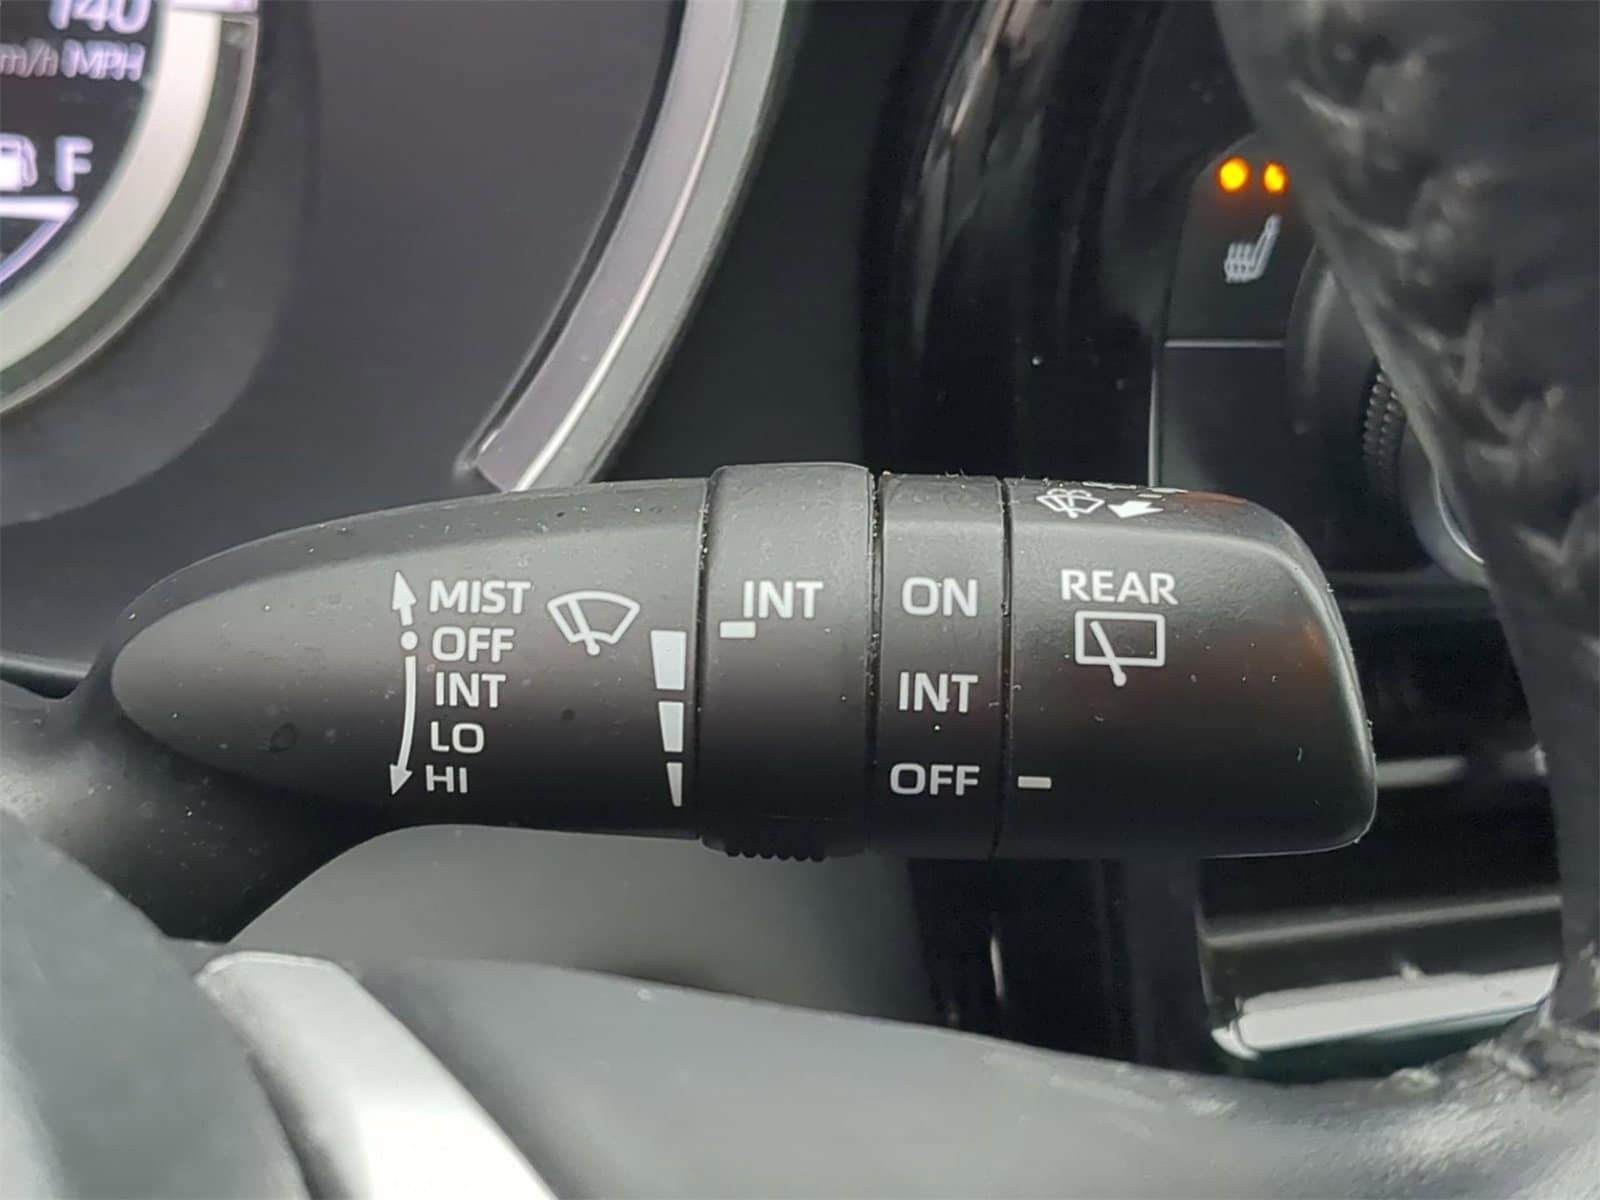 140
MPH
F
MIST
OFF
INT
LO
HI
INT
ON
INT
OFF
REAR